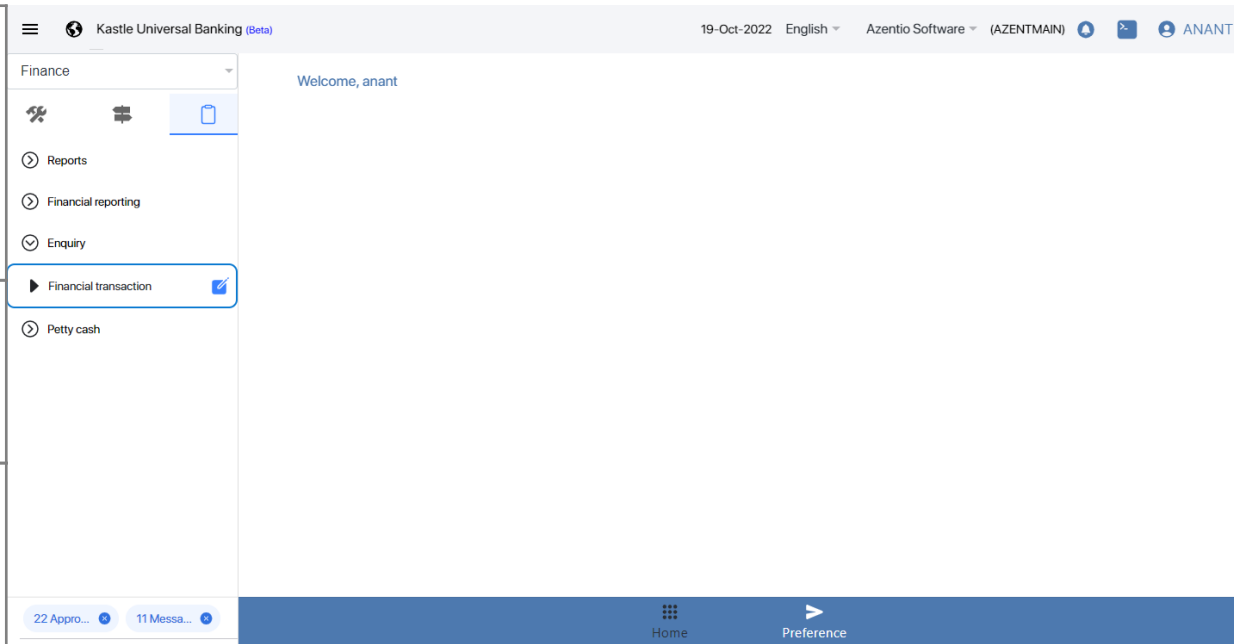 Kastle Universal Banking (Beta)
19-Oct-2022 English Azentio Software (AZENTMAIN) ANANT
Finance
Welcome, anant
Reports
Financial reporting
Enquiry
Financial transaction
Petty cash
22 Appro... 11 Messa...
Home Preference